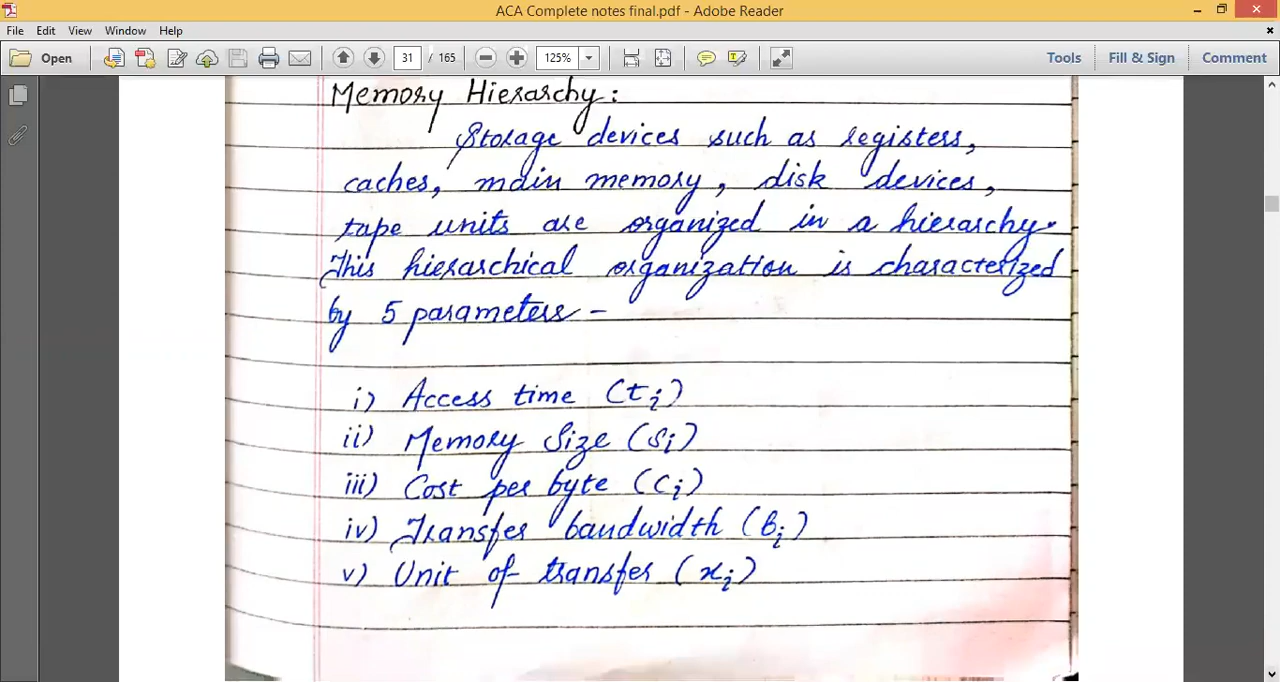 ACA Complete notes final.pdf - Adobe Reader
File Edit View Window Help
Open 31 / 165 125% Tools Fill & Sign Comment
Memory Hierarchy:
Storage devices such as registers,
caches, main memory, disk devices,
tape units are organized in a hierarchy.
This hierarchical organization is characterized
by 5 parameters -
i) Access time (ti)
ii) Memory Size (si)
iii) Cost per byte (ci)
iv) Transfer bandwidth (bi)
v) Unit of transfer (xi)